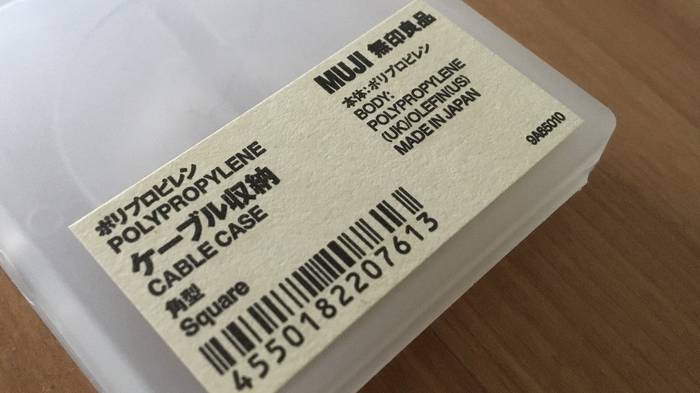 MUJI 無印良品
本体:ポリプロピレン
BODY:
POLYPROPYLENE
(UK)/OLEFIN(US)
MADE IN JAPAN
9A65010
ポリプロピレン
POLYPROPYLENE
ケーブル収納
CABLE CASE
角型
Square
4550182207613